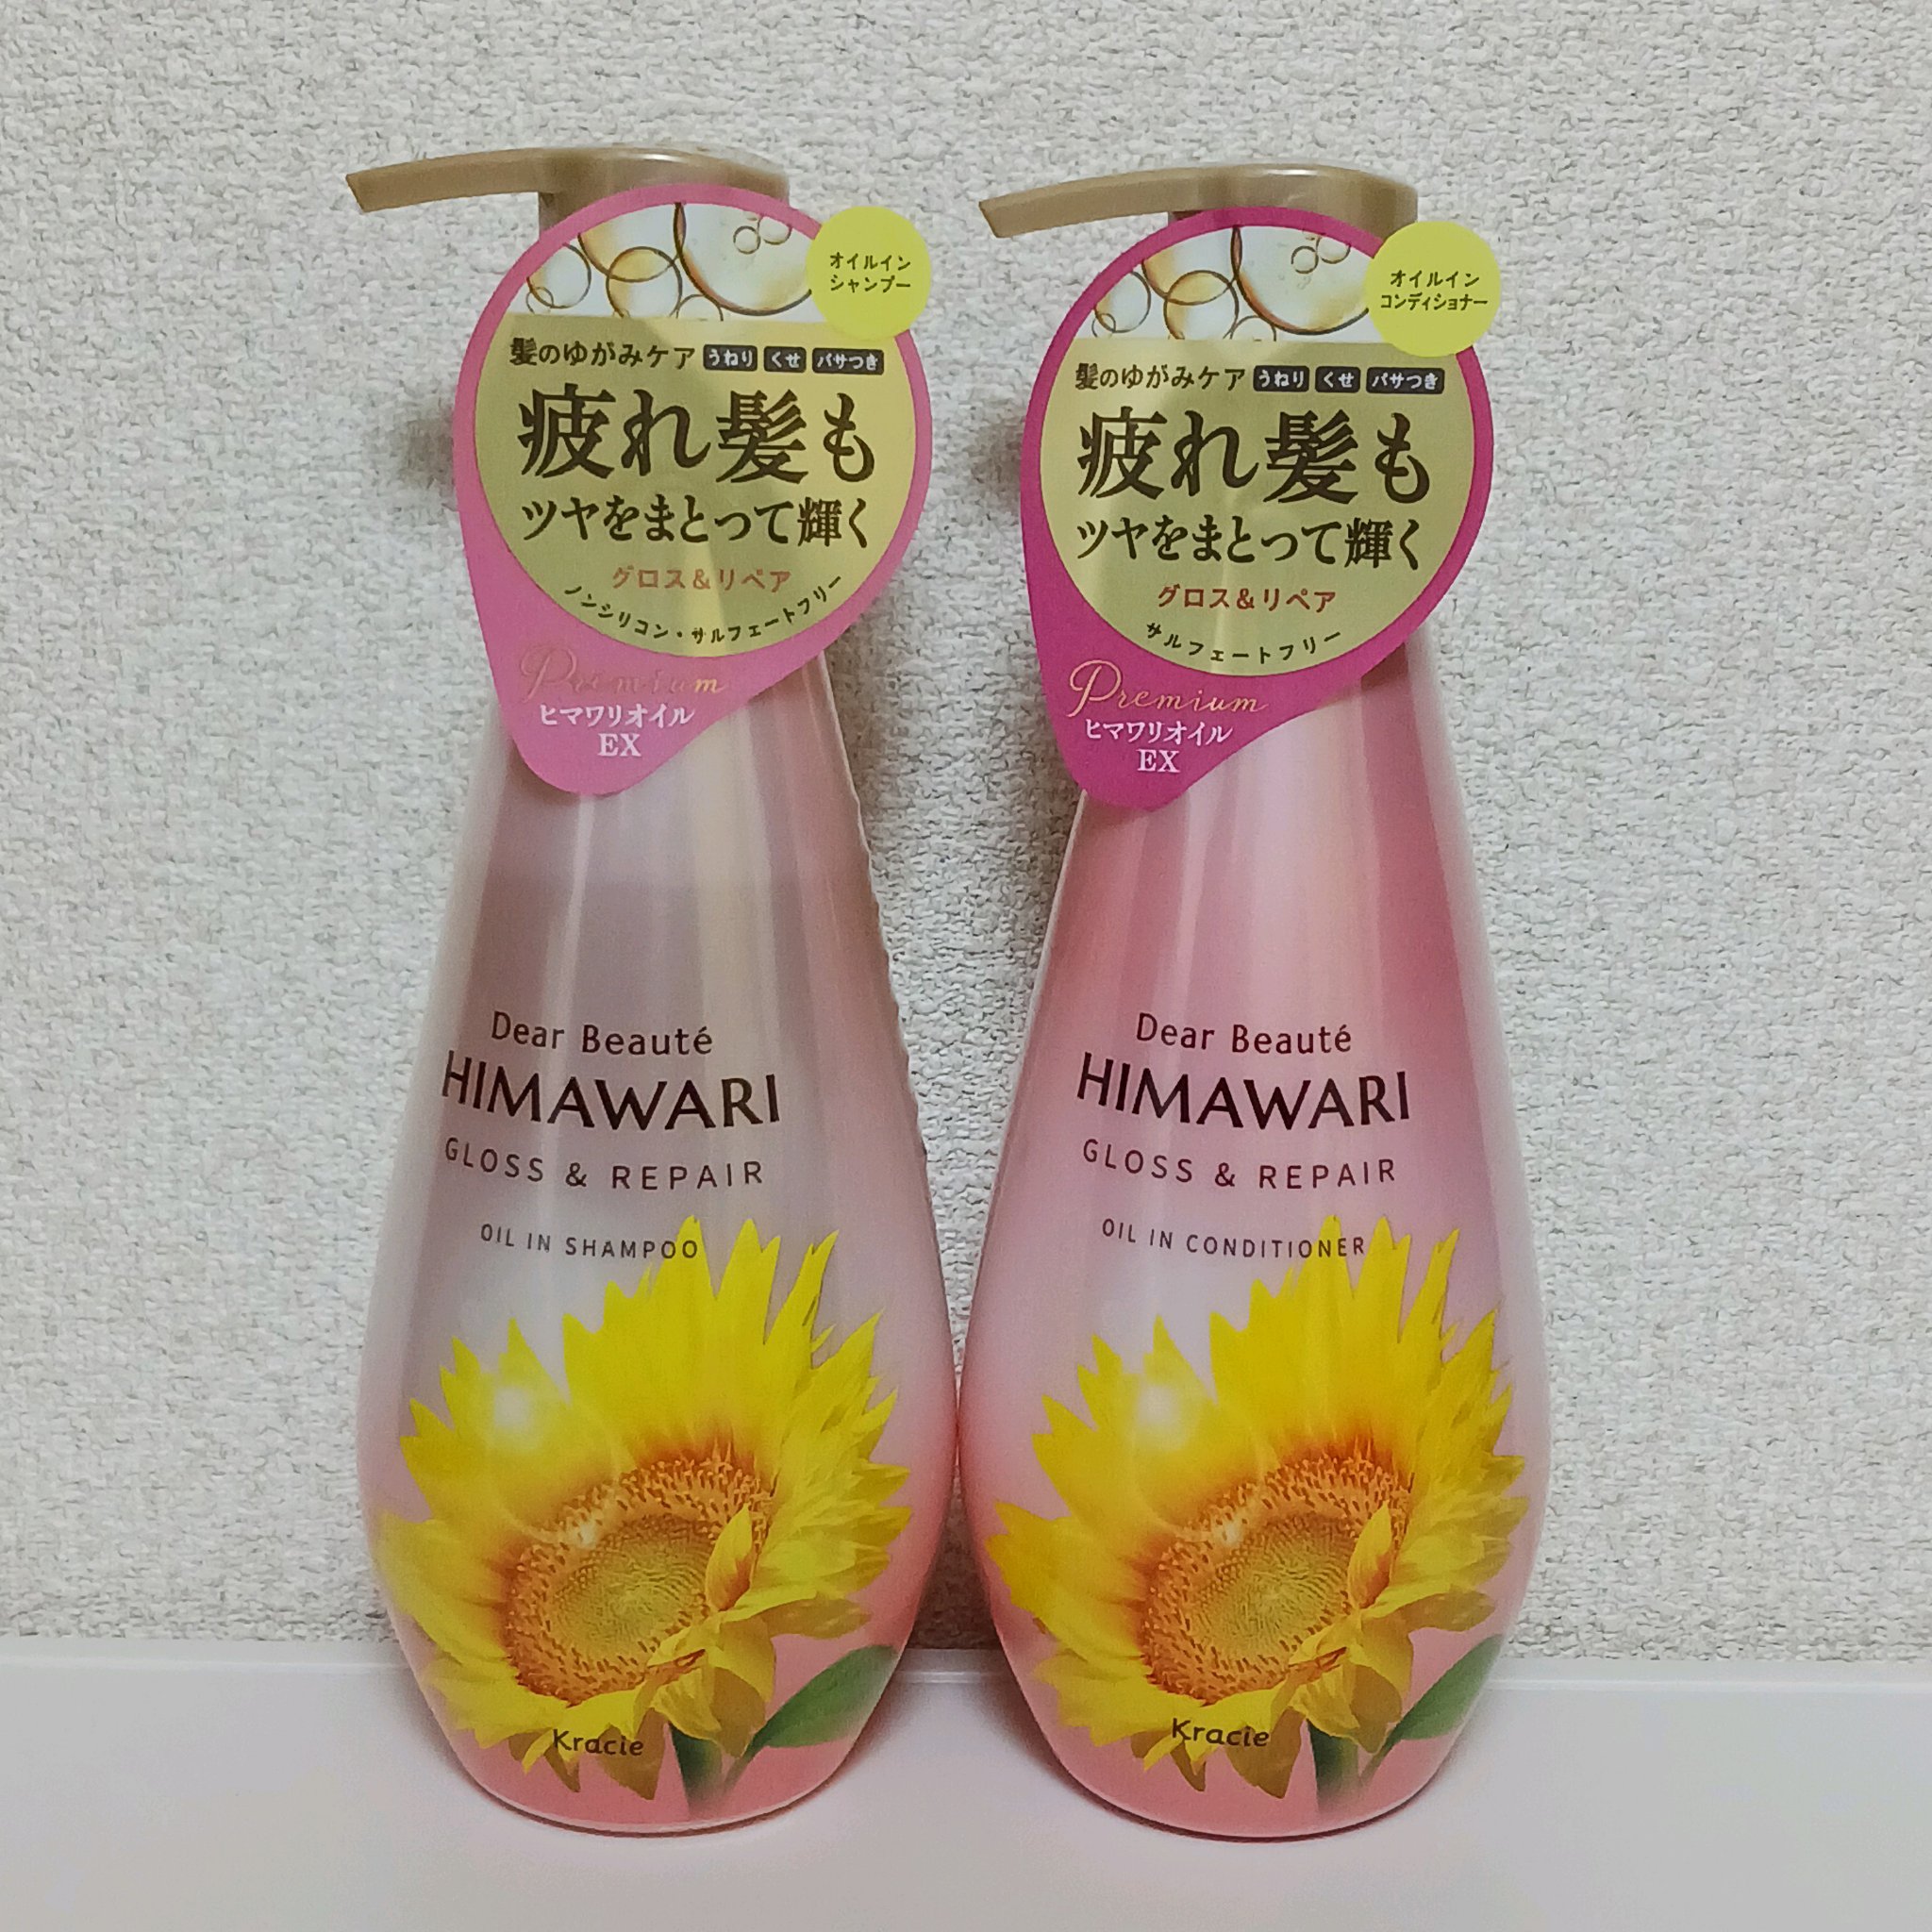 オイルイン
シャンプー
髪のゆがみケア うねり くせ パサつき
疲れ髪も
ツヤをまとって輝く
グロス&リペア
ノンシリコン・サルフェートフリー
Premium
ヒマワリオイル
EX
Dear Beauté
HIMAWARI
GLOSS & REPAIR
OIL IN SHAMPOO
Kracie
オイルイン
コンディショナー
髪のゆがみケア うねり くせ パサつき
疲れ髪も
ツヤをまとって輝く
グロス&リペア
サルフェートフリー
Premium
ヒマワリオイル
EX
Dear Beauté
HIMAWARI
GLOSS & REPAIR
OIL IN CONDITIONER
Kracie